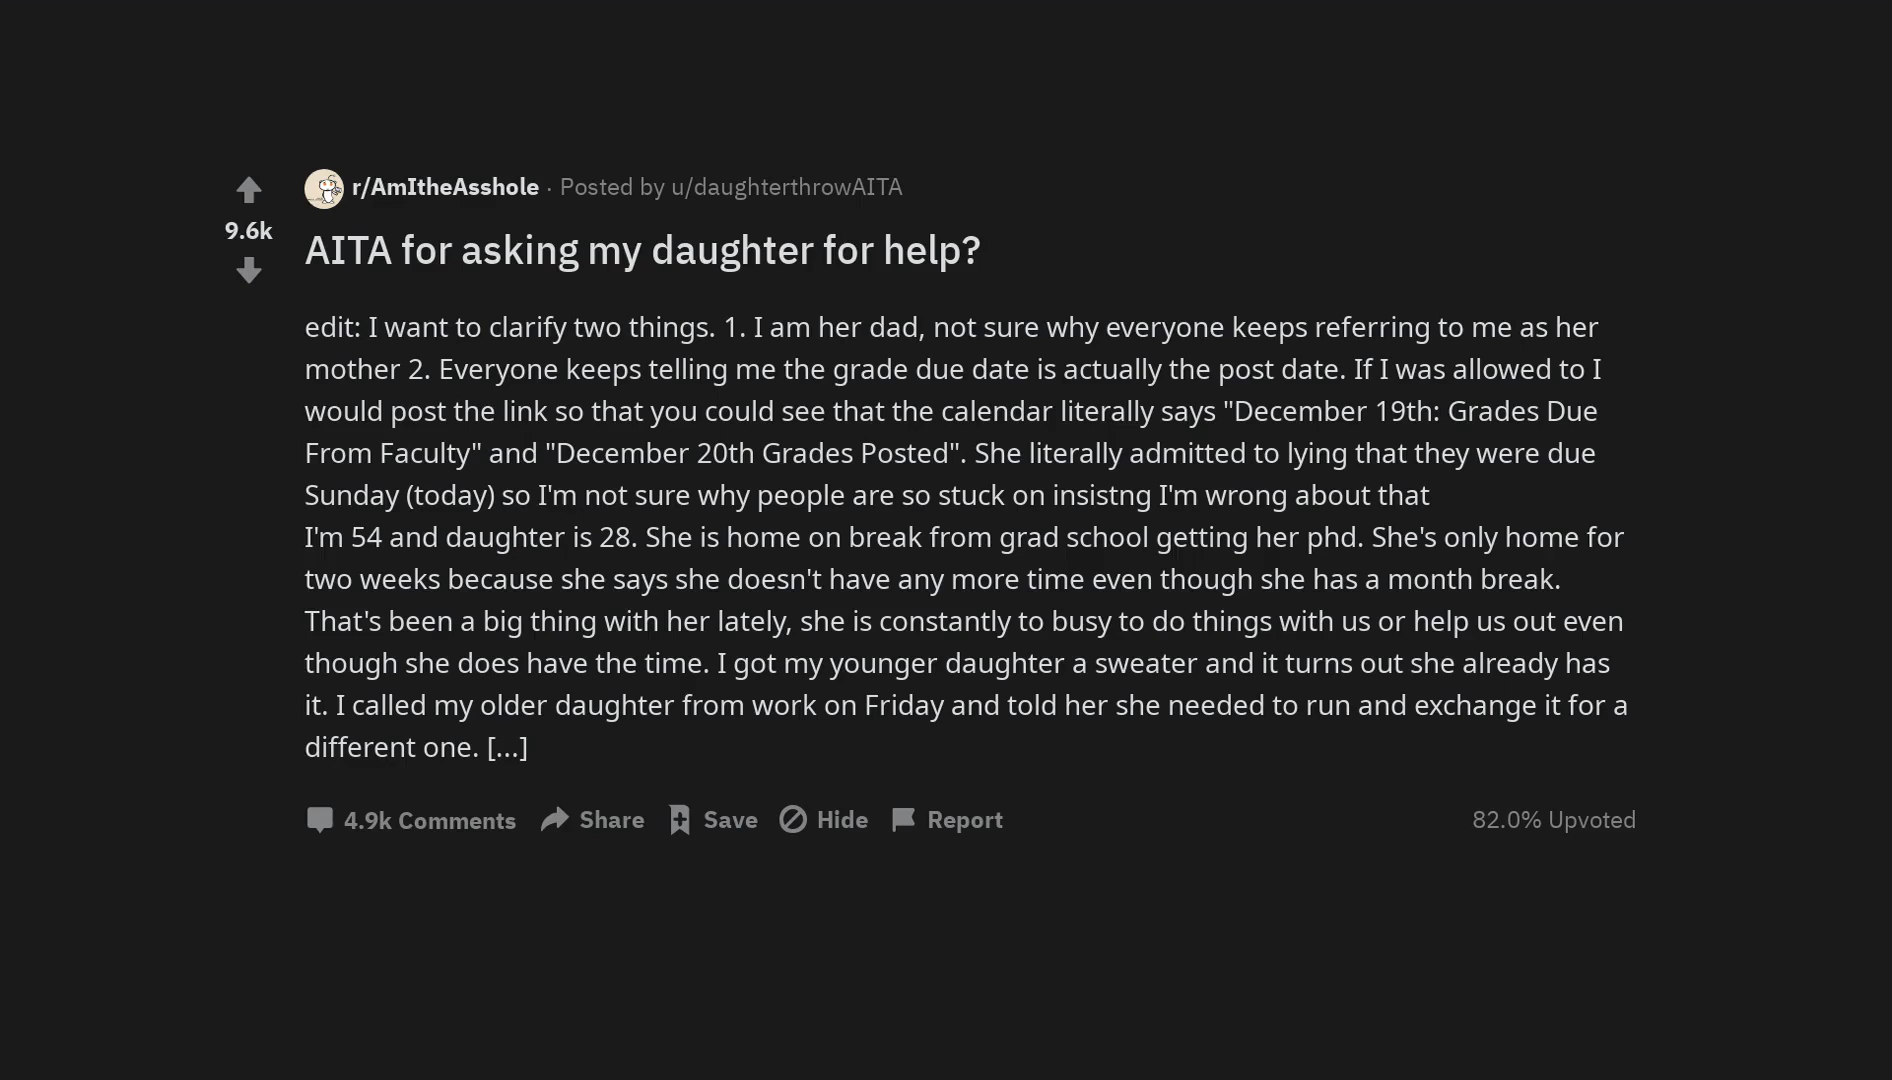 r/AmItheAsshole · Posted by u/daughterthrowAITA
9.6k
AITA for asking my daughter for help?
edit: I want to clarify two things. 1. I am her dad, not sure why everyone keeps referring to me as her
mother 2. Everyone keeps telling me the grade due date is actually the post date. If I was allowed to I
would post the link so that you could see that the calendar literally says "December 19th: Grades Due
From Faculty" and "December 20th Grades Posted". She literally admitted to lying that they were due
Sunday (today) so I'm not sure why people are so stuck on insistng I'm wrong about that
I'm 54 and daughter is 28. She is home on break from grad school getting her phd. She's only home for
two weeks because she says she doesn't have any more time even though she has a month break.
That's been a big thing with her lately, she is constantly to busy to do things with us or help us out even
though she does have the time. I got my younger daughter a sweater and it turns out she already has
it. I called my older daughter from work on Friday and told her she needed to run and exchange it for a
different one. [...]
4.9k Comments Share Save Hide Report 82.0% Upvoted